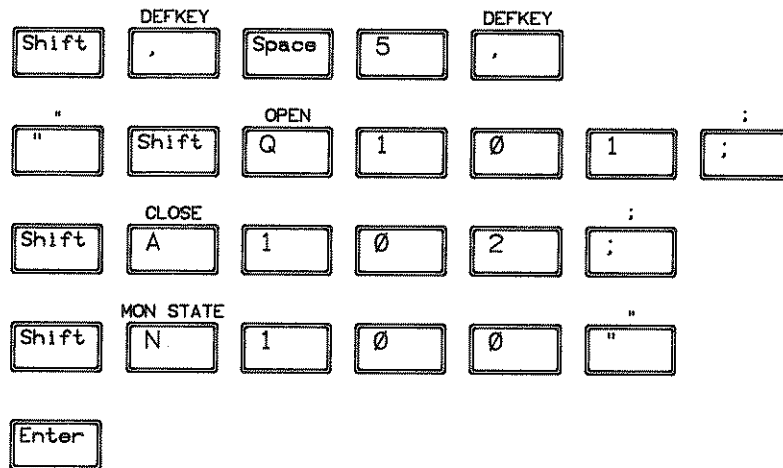 DEFKEY DEFKEY
Shift , Space 5 ,
" OPEN ;
" Shift Q 1 Ø 1 ;
CLOSE ;
Shift A 1 Ø 2 ;
MON STATE "
Shift N 1 Ø Ø "
Enter